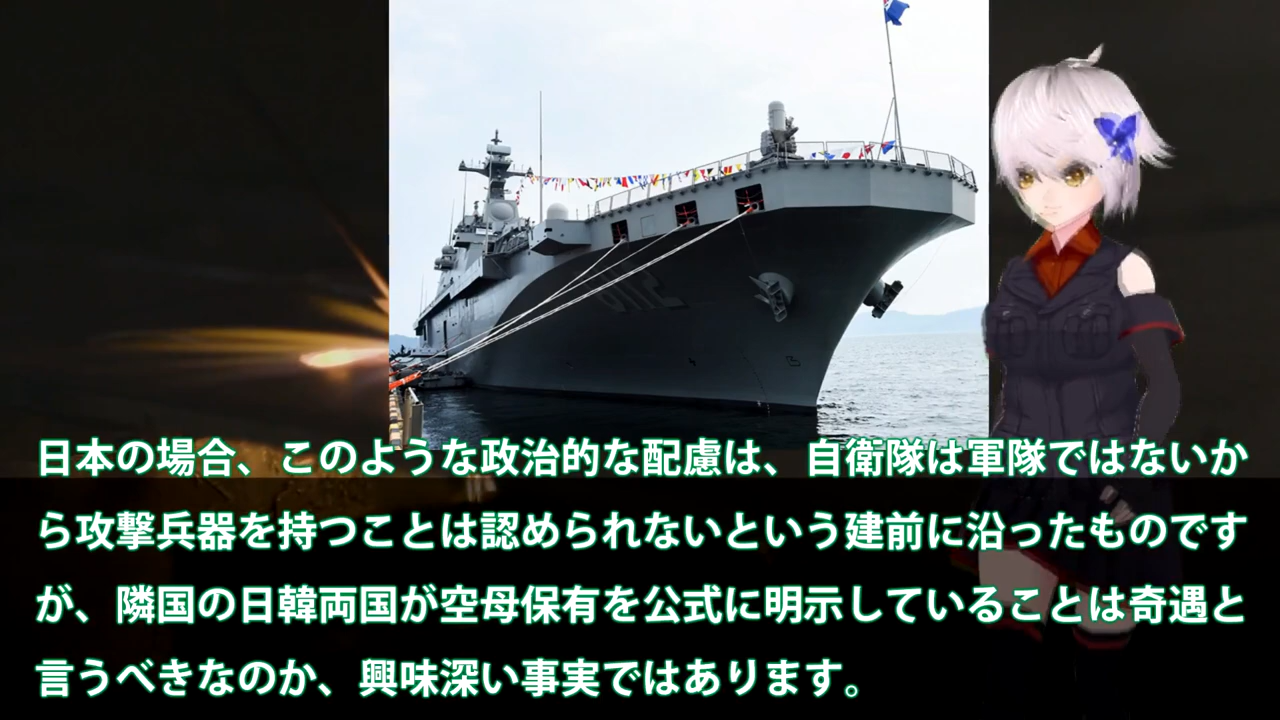 6112
日本の場合、このような政治的な配慮は、自衛隊は軍隊ではないか
ら攻撃兵器を持つことは認められないという建前に沿ったものです
が、隣国の日韓両国が空母保有を公式に明示していることは奇遇と
言うべきなのか、興味深い事実ではあります。